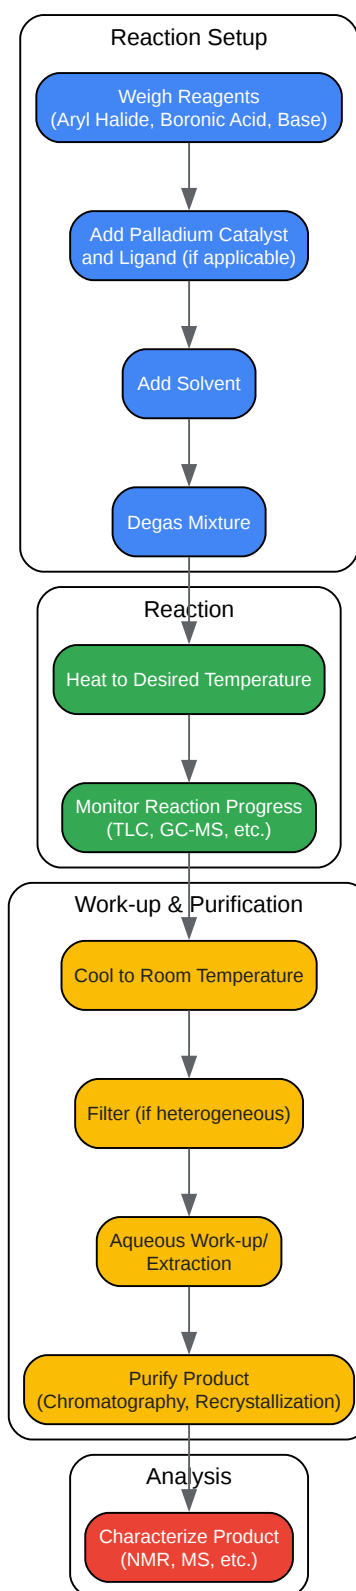 Reaction Setup
Weigh Reagents
(Aryl Halide, Boronic Acid, Base)
Add Palladium Catalyst
and Ligand (if applicable)
Add Solvent
Degas Mixture
Reaction
Heat to Desired Temperature
Monitor Reaction Progress
(TLC, GC-MS, etc.)
Work-up & Purification
Cool to Room Temperature
Filter (if heterogeneous)
Aqueous Work-up/
Extraction
Purify Product
(Chromatography, Recrystallization)
Analysis
Characterize Product
(NMR, MS, etc.)